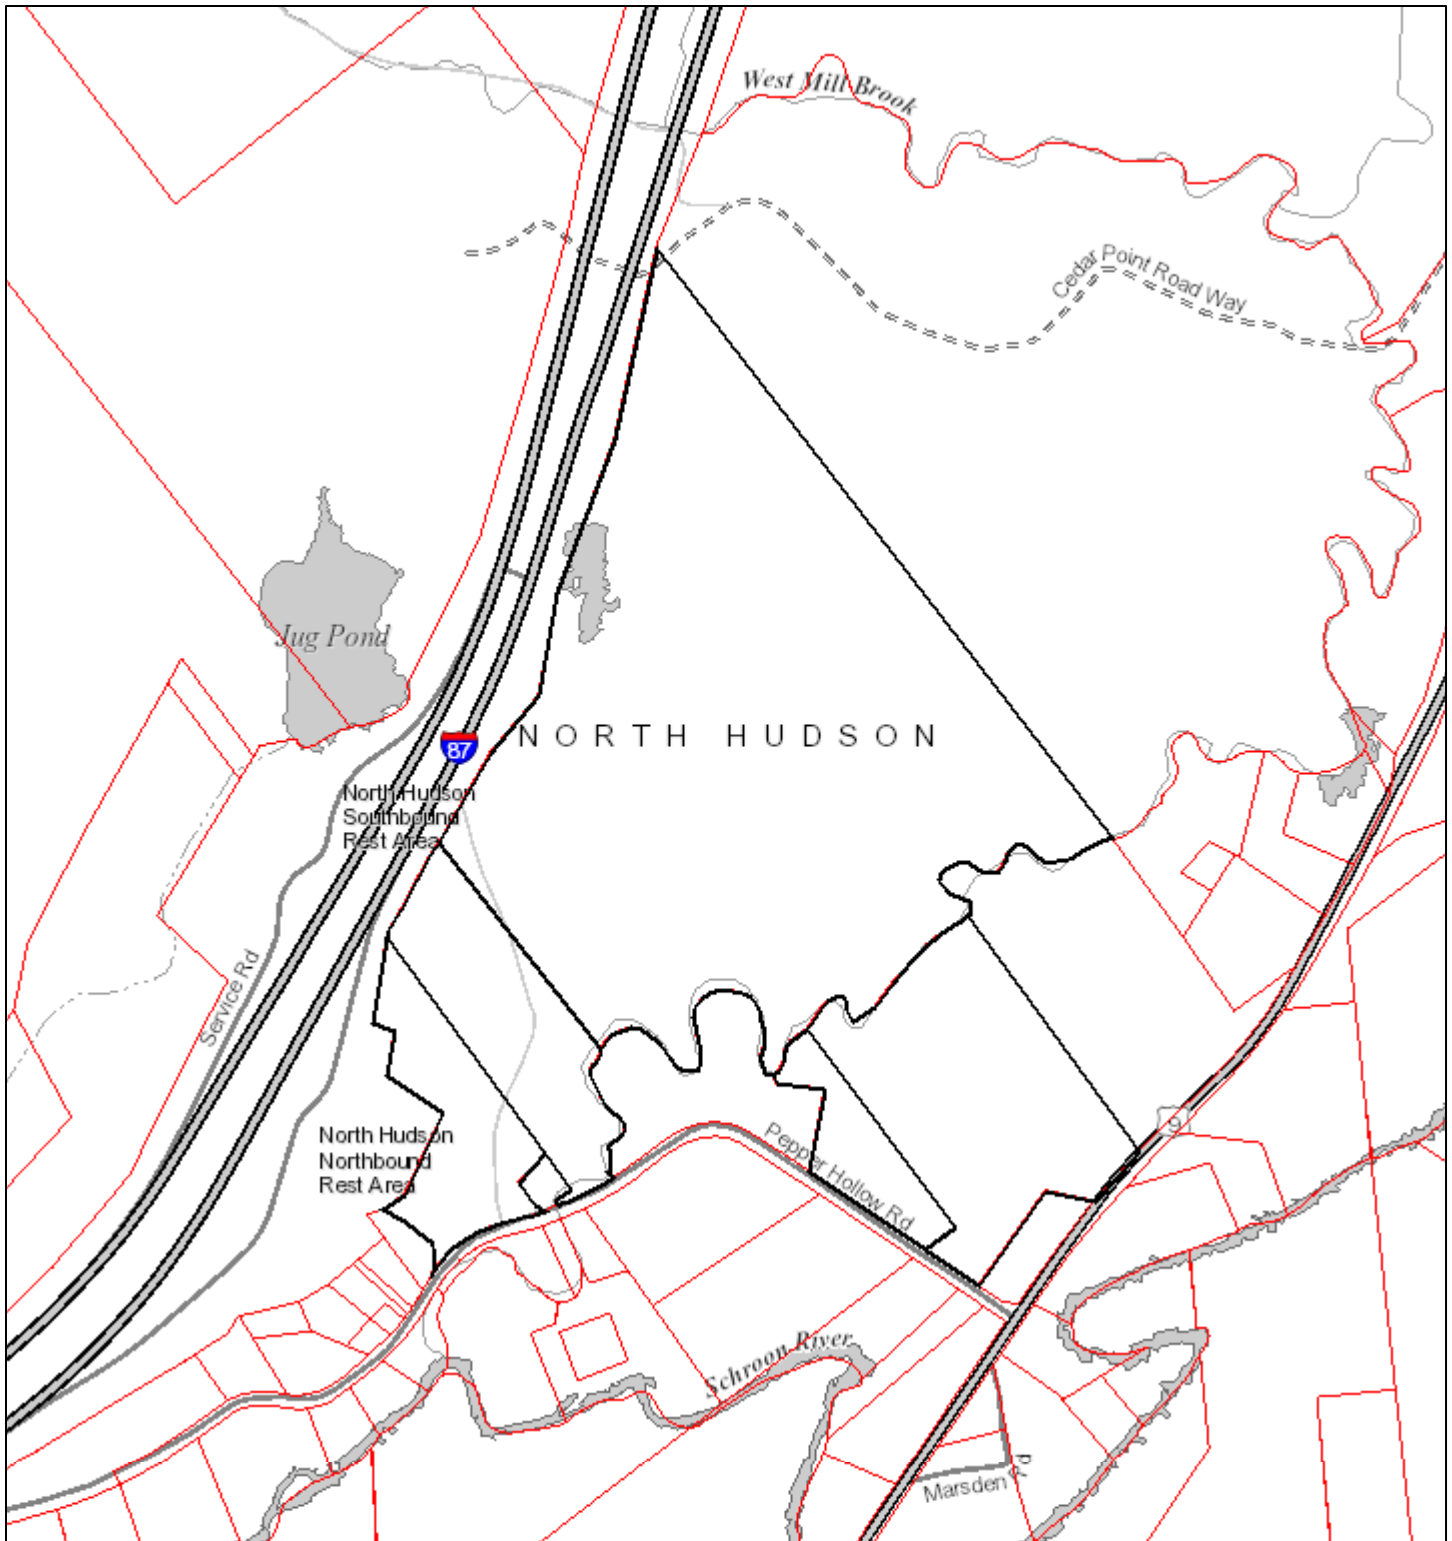 West Mill Brook
Cedar Point Road Way
Jug Pond
NORTH HUDSON
87
North Hudson
Southbound
Rest Area
Service Rd
North Hudson
Northbound
Rest Area
9
Pepper Hollow Rd
Schroon River
Marsden Rd